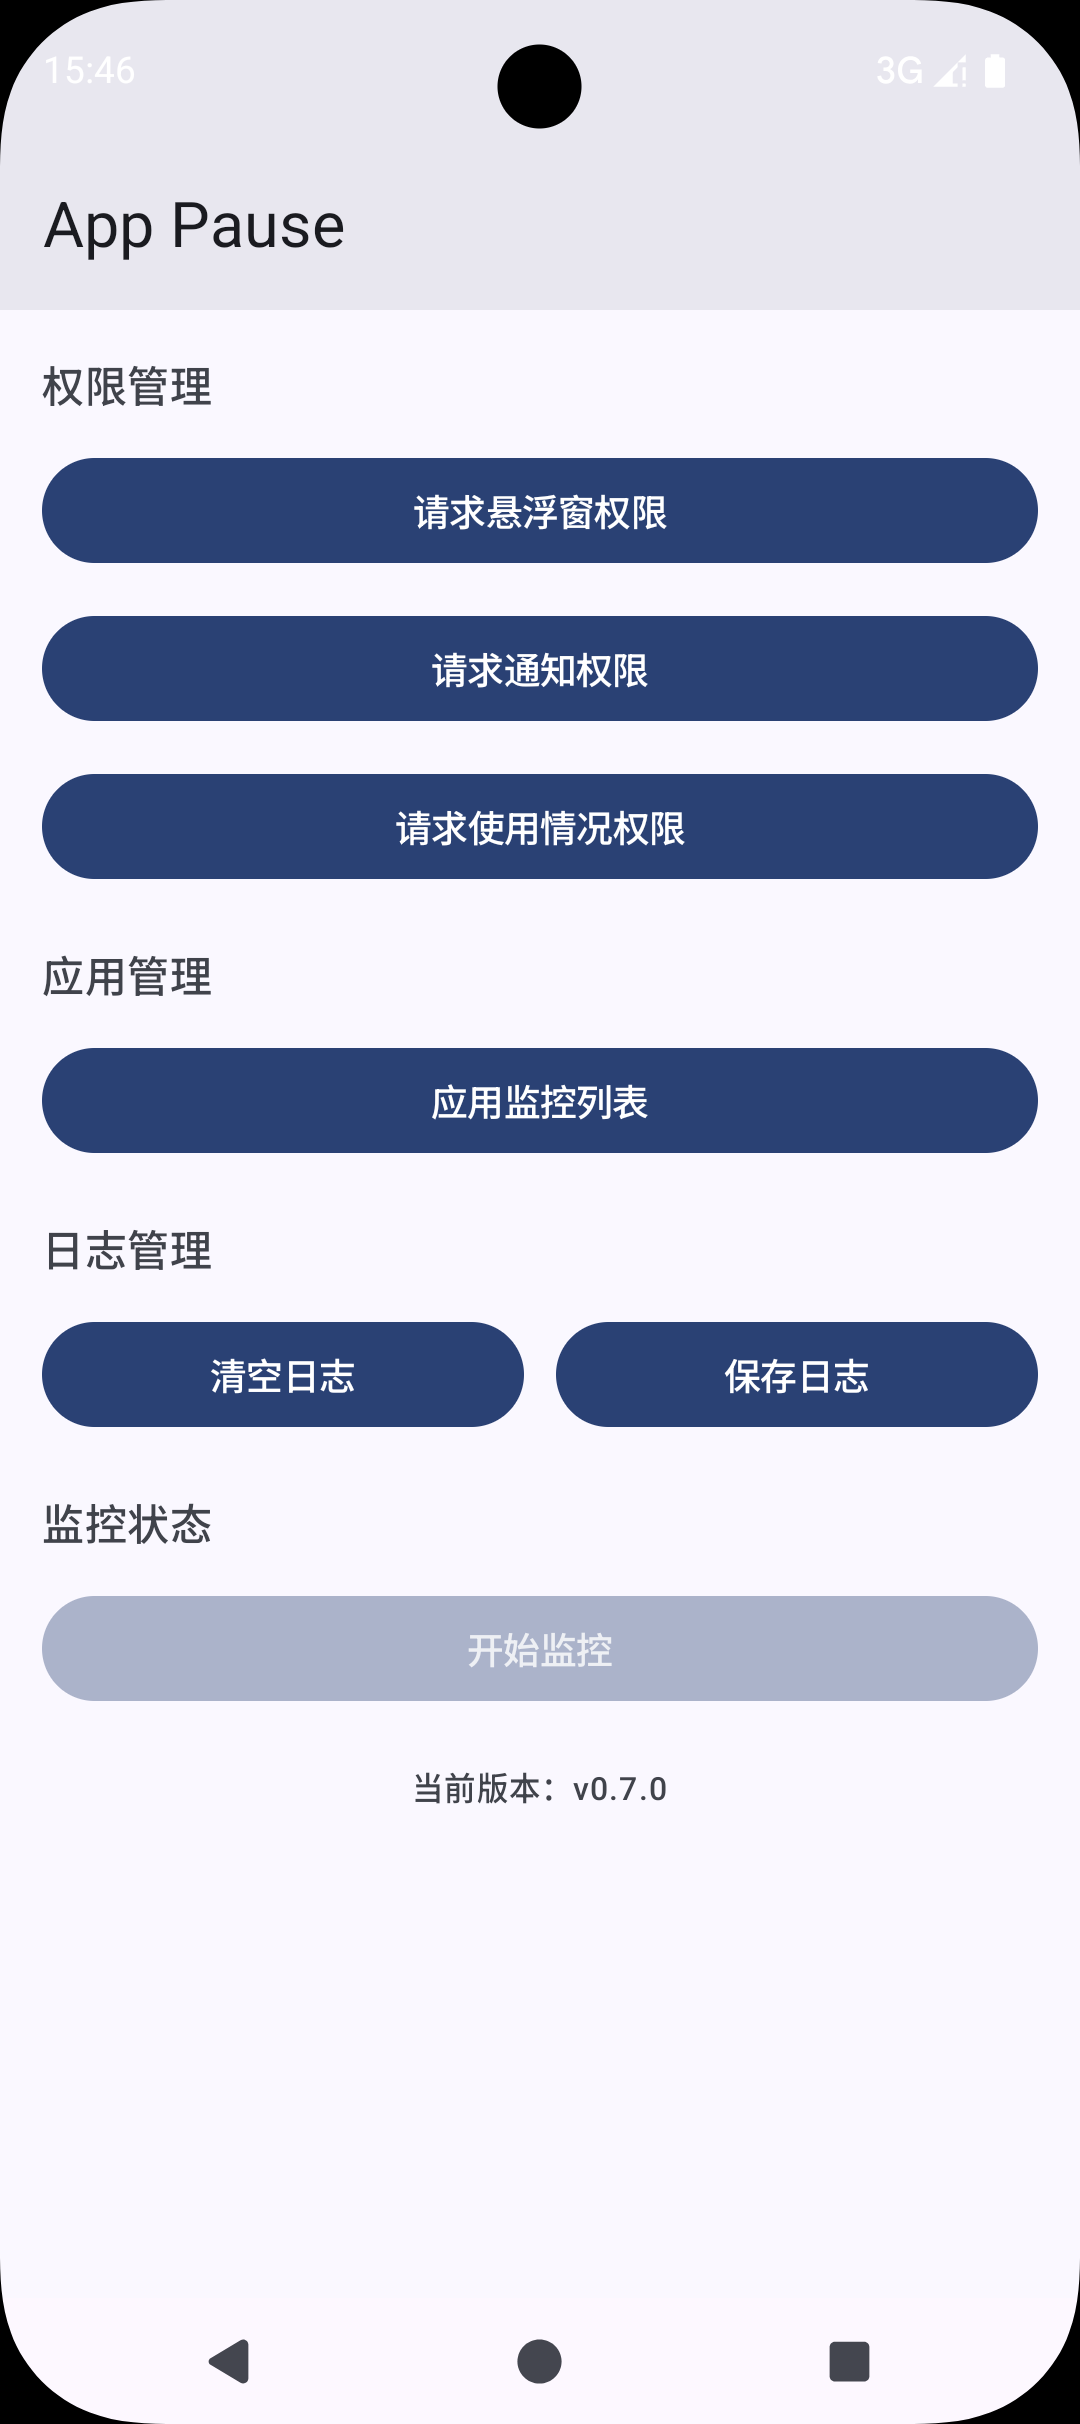 15:46
3G
App Pause
权限管理
请求悬浮窗权限
请求通知权限
请求使用情况权限
应用管理
应用监控列表
日志管理
清空日志
保存日志
监控状态
开始监控
当前版本：v0.7.0